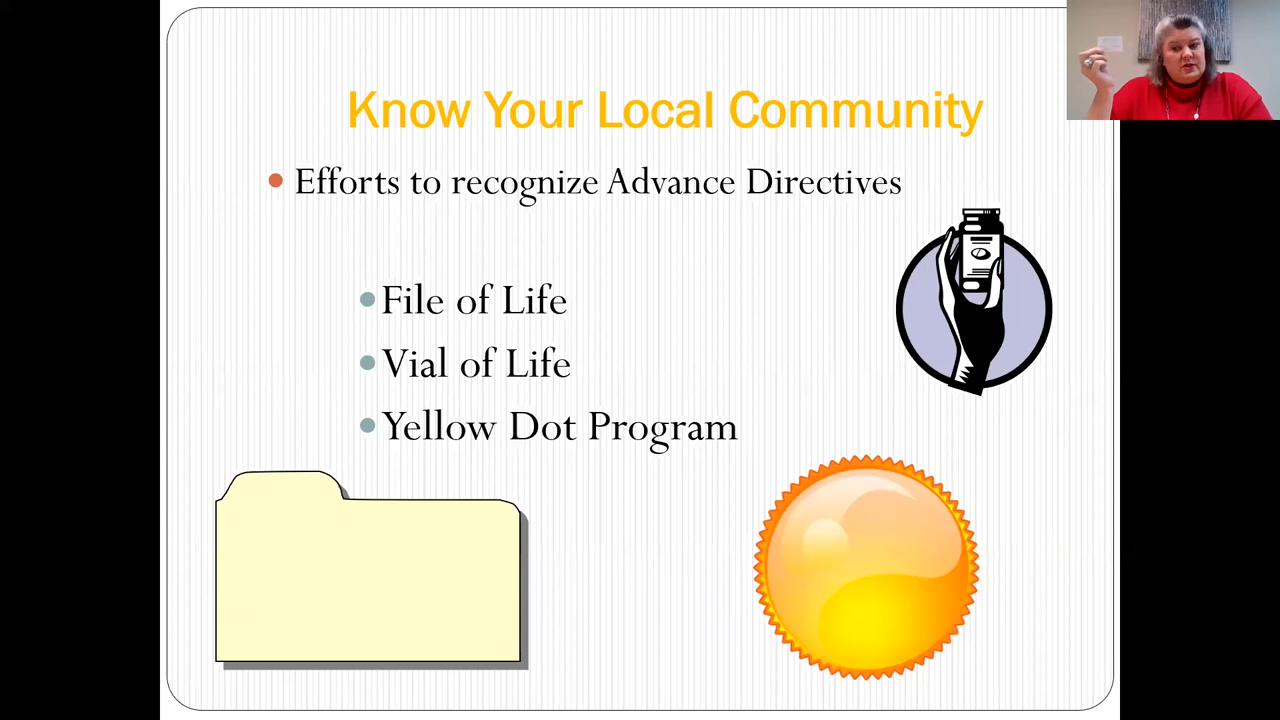 Know Your Local Community
Efforts to recognize Advance Directives
File of Life
Vial of Life
Yellow Dot Program